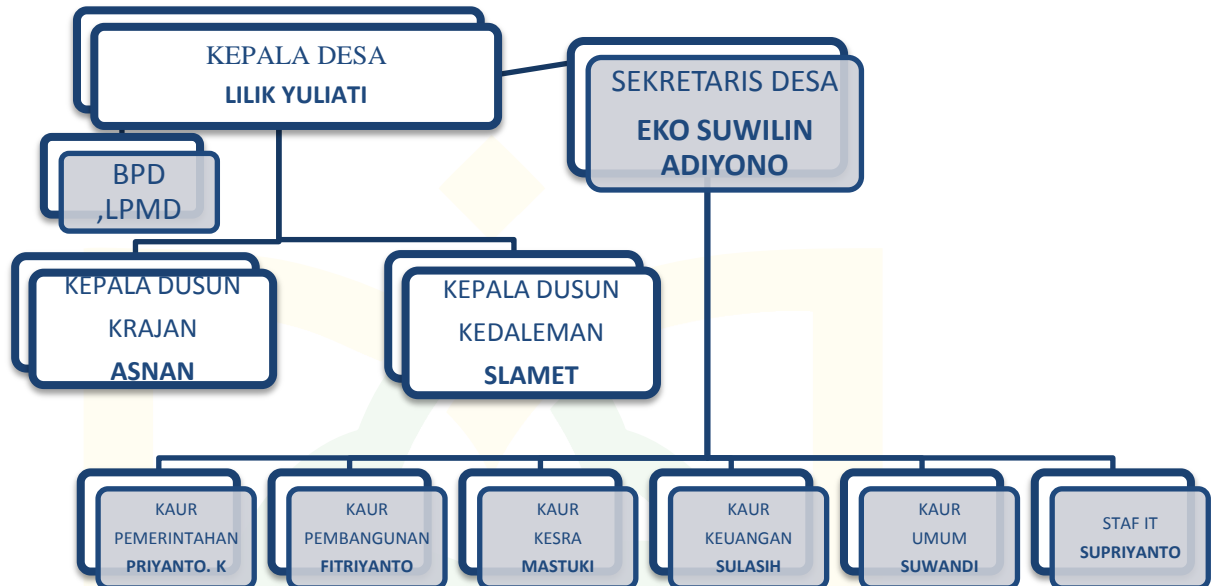 KEPALA DESA
LILIK YULIATI
SEKRETARIS DESA
EKO SUWILIN
ADIYONO
BPD
,LPMD
KEPALA DUSUN
KRAJAN
ASNAN
KEPALA DUSUN
KEDALEMAN
SLAMET
KAUR
PEMERINTAHAN
PRIYANTO. K
KAUR
PEMBANGUNAN
FITRIYANTO
KAUR
KESRA
MASTUKI
KAUR
KEUANGAN
SULASIH
KAUR
UMUM
SUWANDI
STAF IT
SUPRIYANTO